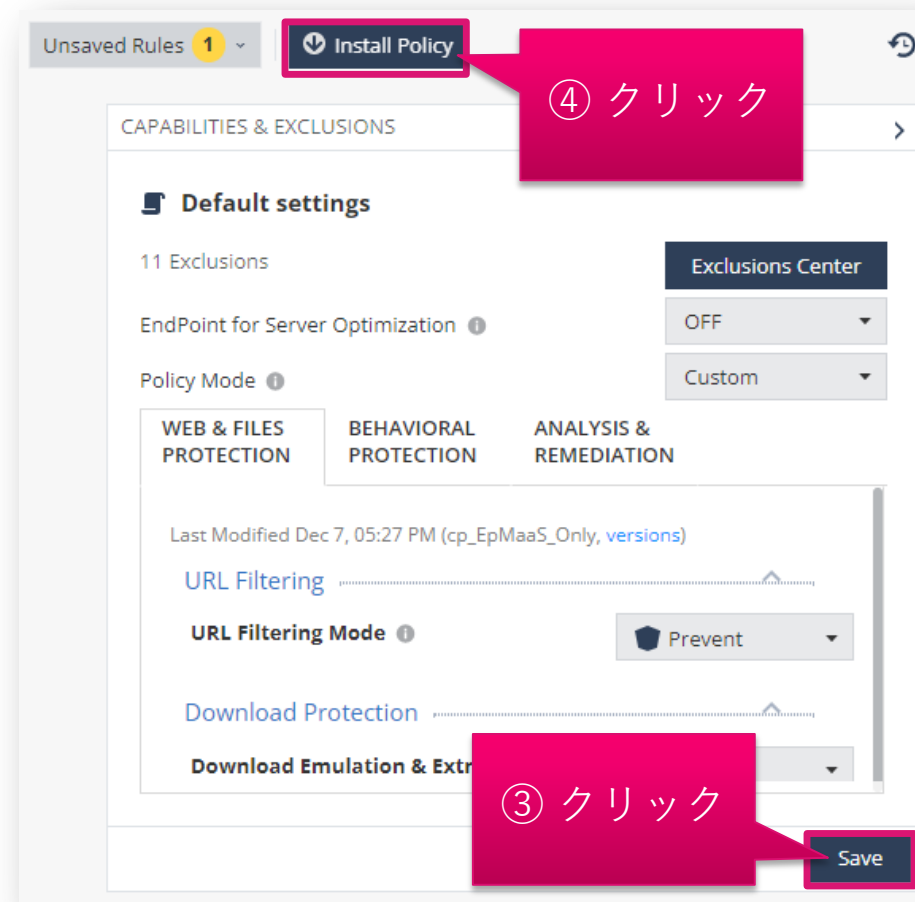 Unsaved Rules 1
Install Policy
④ クリック
CAPABILITIES & EXCLUSIONS
Default settings
11 Exclusions
Exclusions Center
EndPoint for Server Optimization
OFF
Policy Mode
Custom
WEB & FILES PROTECTION
BEHAVIORAL PROTECTION
ANALYSIS & REMEDIATION
Last Modified Dec 7, 05:27 PM (cp_EpMaaS_Only, versions)
URL Filtering
URL Filtering Mode
Prevent
Download Protection
Download Emulation & Extr
③ クリック
Save